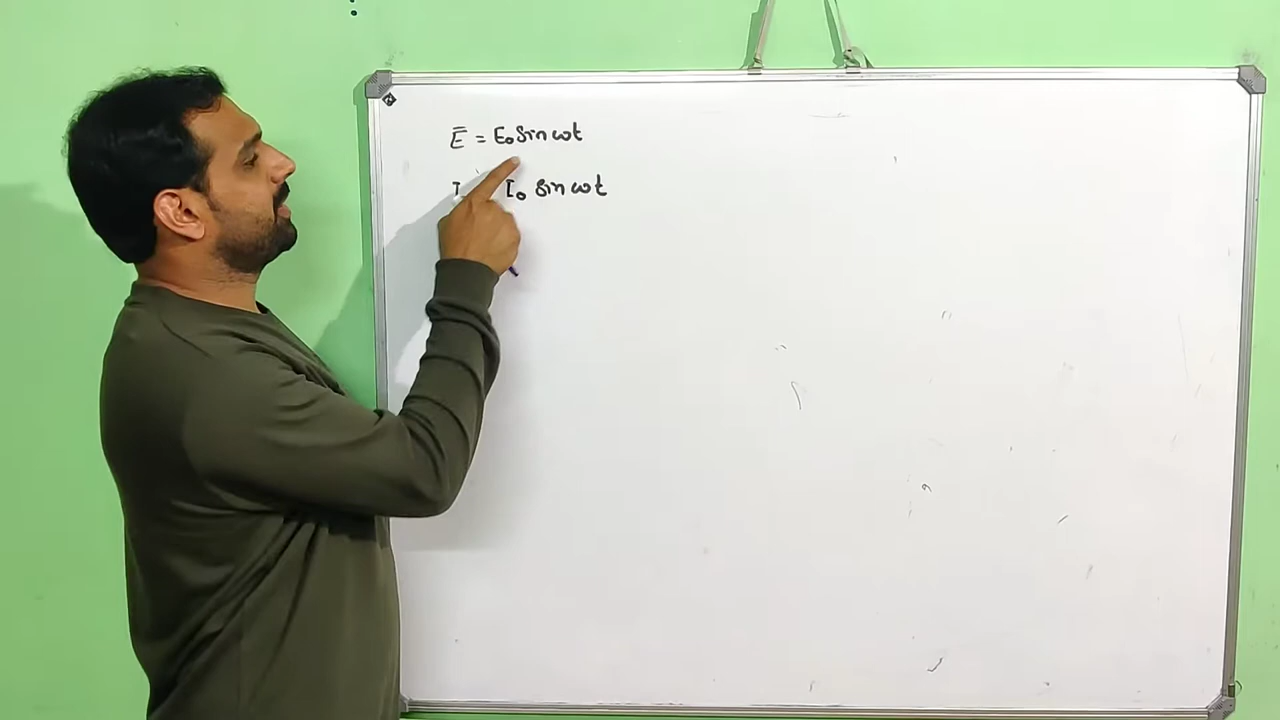 E = E₀ sin ωt
I I₀ sin ωt